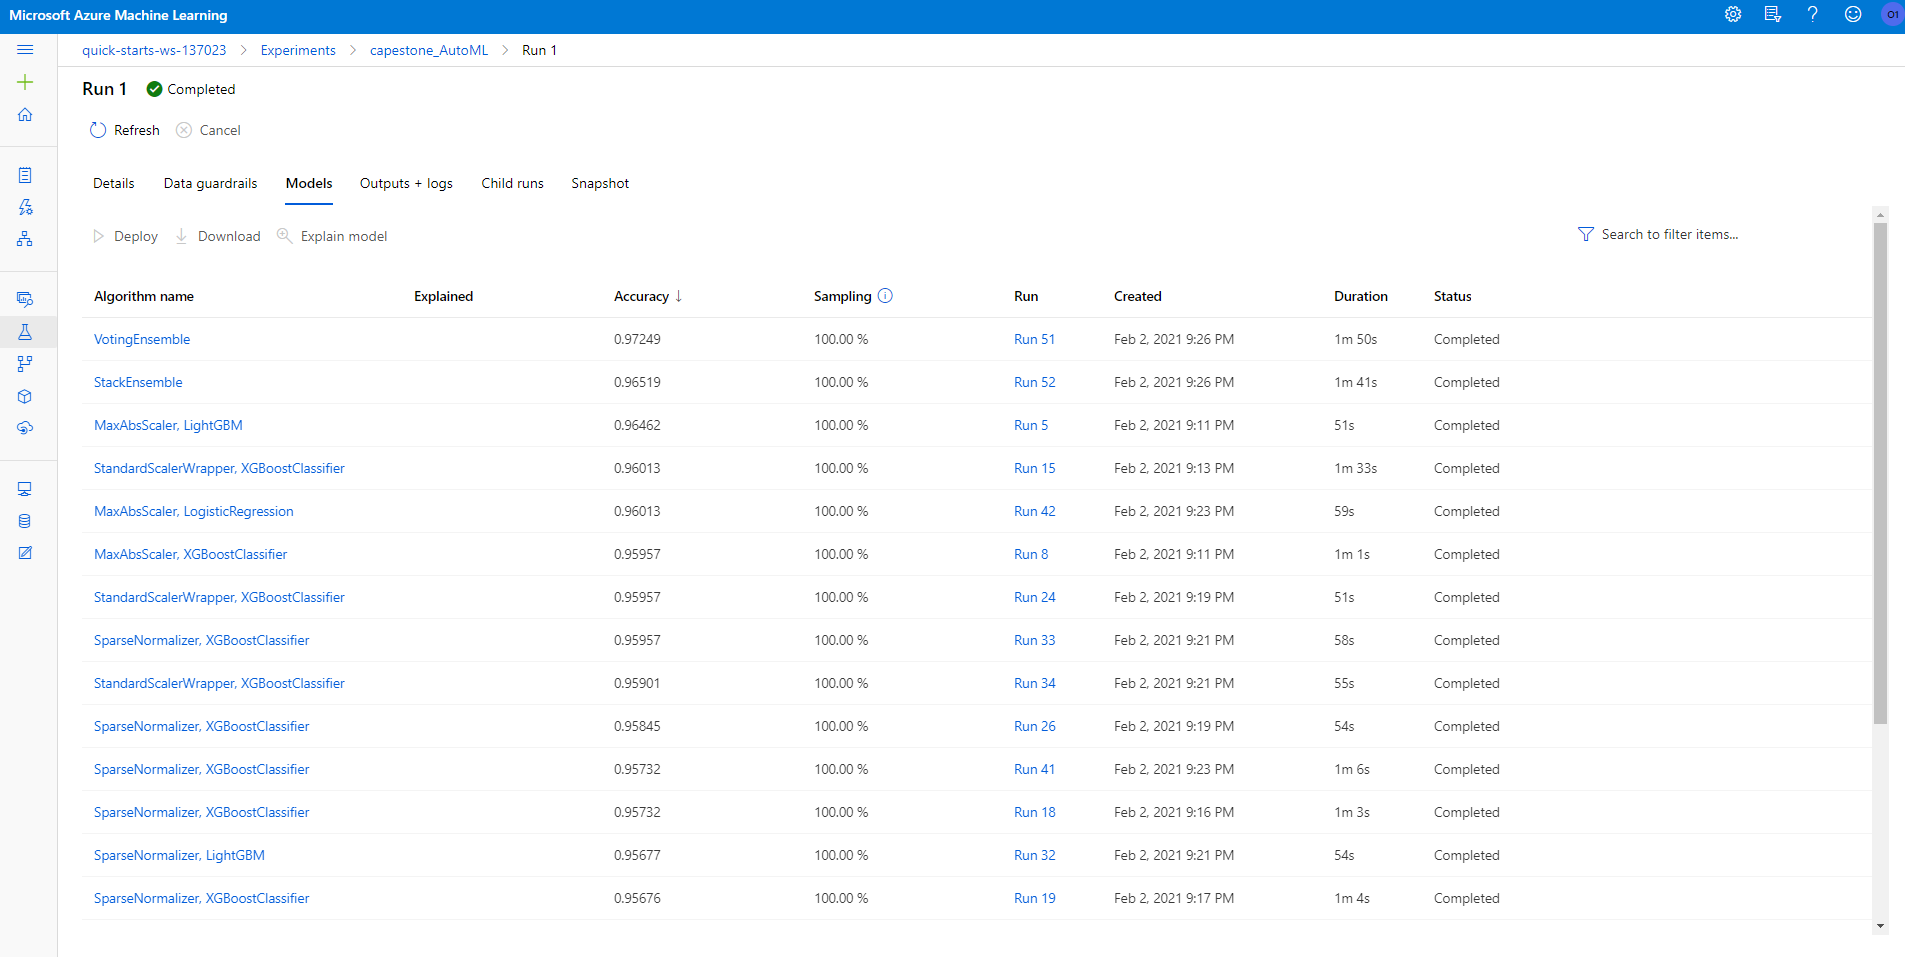 Microsoft Azure Machine Learning
O1
quick-starts-ws-137023 > Experiments > capestone_AutoML > Run 1
Run 1 Completed
Refresh Cancel
Details Data guardrails Models Outputs + logs Child runs Snapshot
Deploy Download Explain model Search to filter items...
Algorithm name Explained Accuracy ↓ Sampling Run Created Duration Status
VotingEnsemble 0.97249 100.00 % Run 51 Feb 2, 2021 9:26 PM 1m 50s Completed
StackEnsemble 0.96519 100.00 % Run 52 Feb 2, 2021 9:26 PM 1m 41s Completed
MaxAbsScaler, LightGBM 0.96462 100.00 % Run 5 Feb 2, 2021 9:11 PM 51s Completed
StandardScalerWrapper, XGBoostClassifier 0.96013 100.00 % Run 15 Feb 2, 2021 9:13 PM 1m 33s Completed
MaxAbsScaler, LogisticRegression 0.96013 100.00 % Run 42 Feb 2, 2021 9:23 PM 59s Completed
MaxAbsScaler, XGBoostClassifier 0.95957 100.00 % Run 8 Feb 2, 2021 9:11 PM 1m 1s Completed
StandardScalerWrapper, XGBoostClassifier 0.95957 100.00 % Run 24 Feb 2, 2021 9:19 PM 51s Completed
SparseNormalizer, XGBoostClassifier 0.95957 100.00 % Run 33 Feb 2, 2021 9:21 PM 58s Completed
StandardScalerWrapper, XGBoostClassifier 0.95901 100.00 % Run 34 Feb 2, 2021 9:21 PM 55s Completed
SparseNormalizer, XGBoostClassifier 0.95845 100.00 % Run 26 Feb 2, 2021 9:19 PM 54s Completed
SparseNormalizer, XGBoostClassifier 0.95732 100.00 % Run 41 Feb 2, 2021 9:23 PM 1m 6s Completed
SparseNormalizer, XGBoostClassifier 0.95732 100.00 % Run 18 Feb 2, 2021 9:16 PM 1m 3s Completed
SparseNormalizer, LightGBM 0.95677 100.00 % Run 32 Feb 2, 2021 9:21 PM 54s Completed
SparseNormalizer, XGBoostClassifier 0.95676 100.00 % Run 19 Feb 2, 2021 9:17 PM 1m 4s Completed